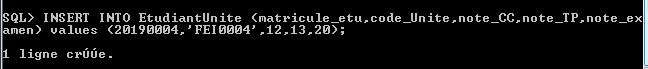 SQL> INSERT INTO EtudiantUnite (matricule_etu,code_Unite,note_CC,note_TP,note_ex
amen) values (20190004,'FEI0004',12,13,20);
1 ligne crÚÚe.